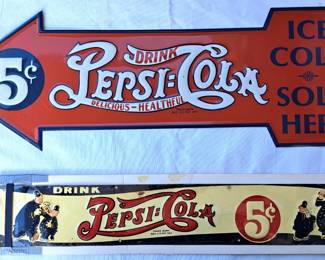 5¢
DRINK
PEPSI=COLA
DELICIOUS-HEALTHFUL
ICE
COL
SOL
HER
DRINK
PEPSI=COLA
5¢